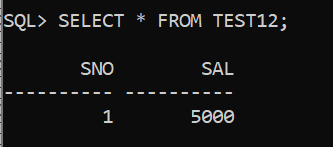 SQL> SELECT * FROM TEST12;
SNO SAL
---------- ----------
1 5000